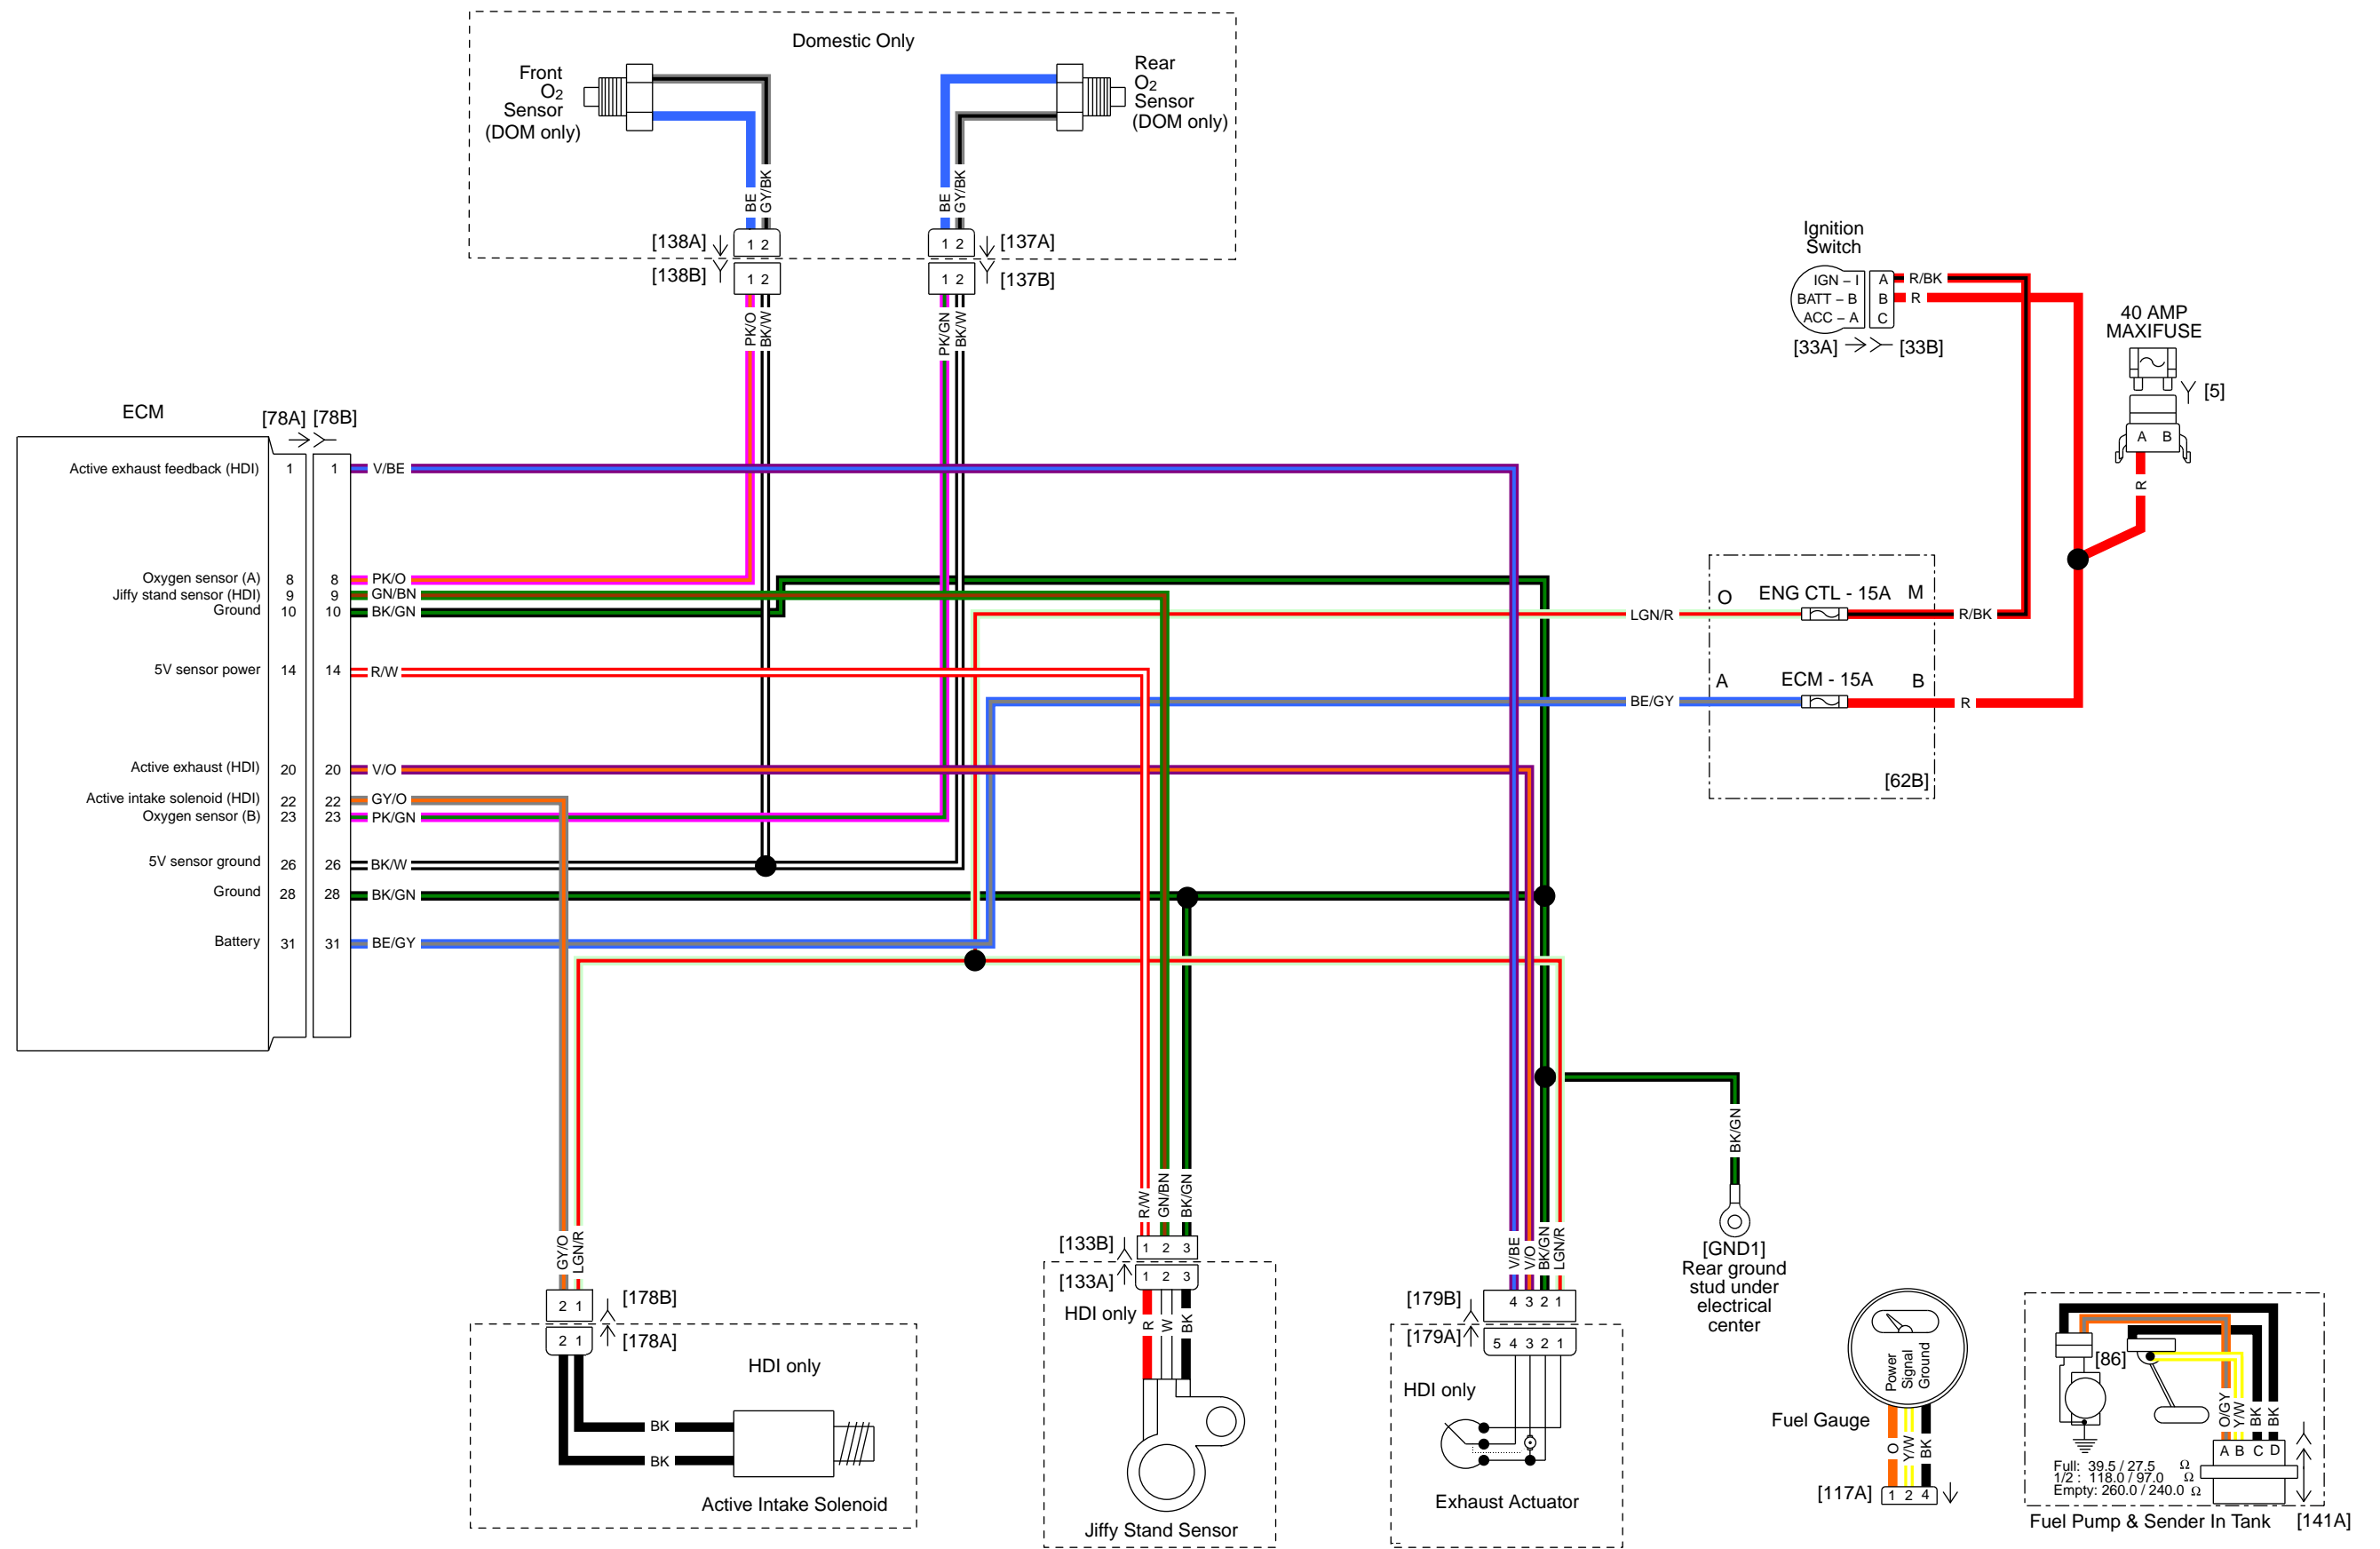 Domestic Only
Front
O2
Sensor
(DOM only)
Rear
O2
Sensor
(DOM only)
BE
GY/BK
BE
GY/BK
[138A]
1 2
1 2
[137A]
[138B]
1 2
1 2
[137B]
PK/O
BK/W
PK/GN
BK/W
Ignition
Switch
IGN – I
A
R/BK
BATT – B
B
R
ACC – A
C
[33A]
[33B]
40 AMP
MAXIFUSE
[5]
A B
R
ECM
[78A] [78B]
Active exhaust feedback (HDI) 1 1 V/BE
Oxygen sensor (A) 8 8 PK/O
Jiffy stand sensor (HDI) 9 9 GN/BN
Ground 10 10 BK/GN
5V sensor power 14 14 R/W
Active exhaust (HDI) 20 20 V/O
Active intake solenoid (HDI) 22 22 GY/O
Oxygen sensor (B) 23 23 PK/GN
5V sensor ground 26 26 BK/W
Ground 28 28 BK/GN
Battery 31 31 BE/GY
LGN/R
O
ENG CTL - 15A
M
R/BK
BE/GY
A
ECM - 15A
B
R
[62B]
GY/O
LGN/R
[178B]
2 1
[178A]
2 1
HDI only
BK
BK
Active Intake Solenoid
R/W
GN/BN
BK/GN
[133B]
1 2 3
[133A]
1 2 3
HDI only
R
W
BK
Jiffy Stand Sensor
V/BE
V/O
BK/GN
LGN/R
[179B]
4 3 2 1
[179A]
5 4 3 2 1
HDI only
Exhaust Actuator
BK/GN
[GND1]
Rear ground
stud under
electrical
center
Power
Signal
Ground
Fuel Gauge
O
Y/W
BK
[117A]
1 2 4
[86]
O/GY
Y/W
BK
BK
A B C D
Full: 39.5 / 27.5 Ω
1/2 : 118.0 / 97.0 Ω
Empty: 260.0 / 240.0 Ω
Fuel Pump & Sender In Tank
[141A]